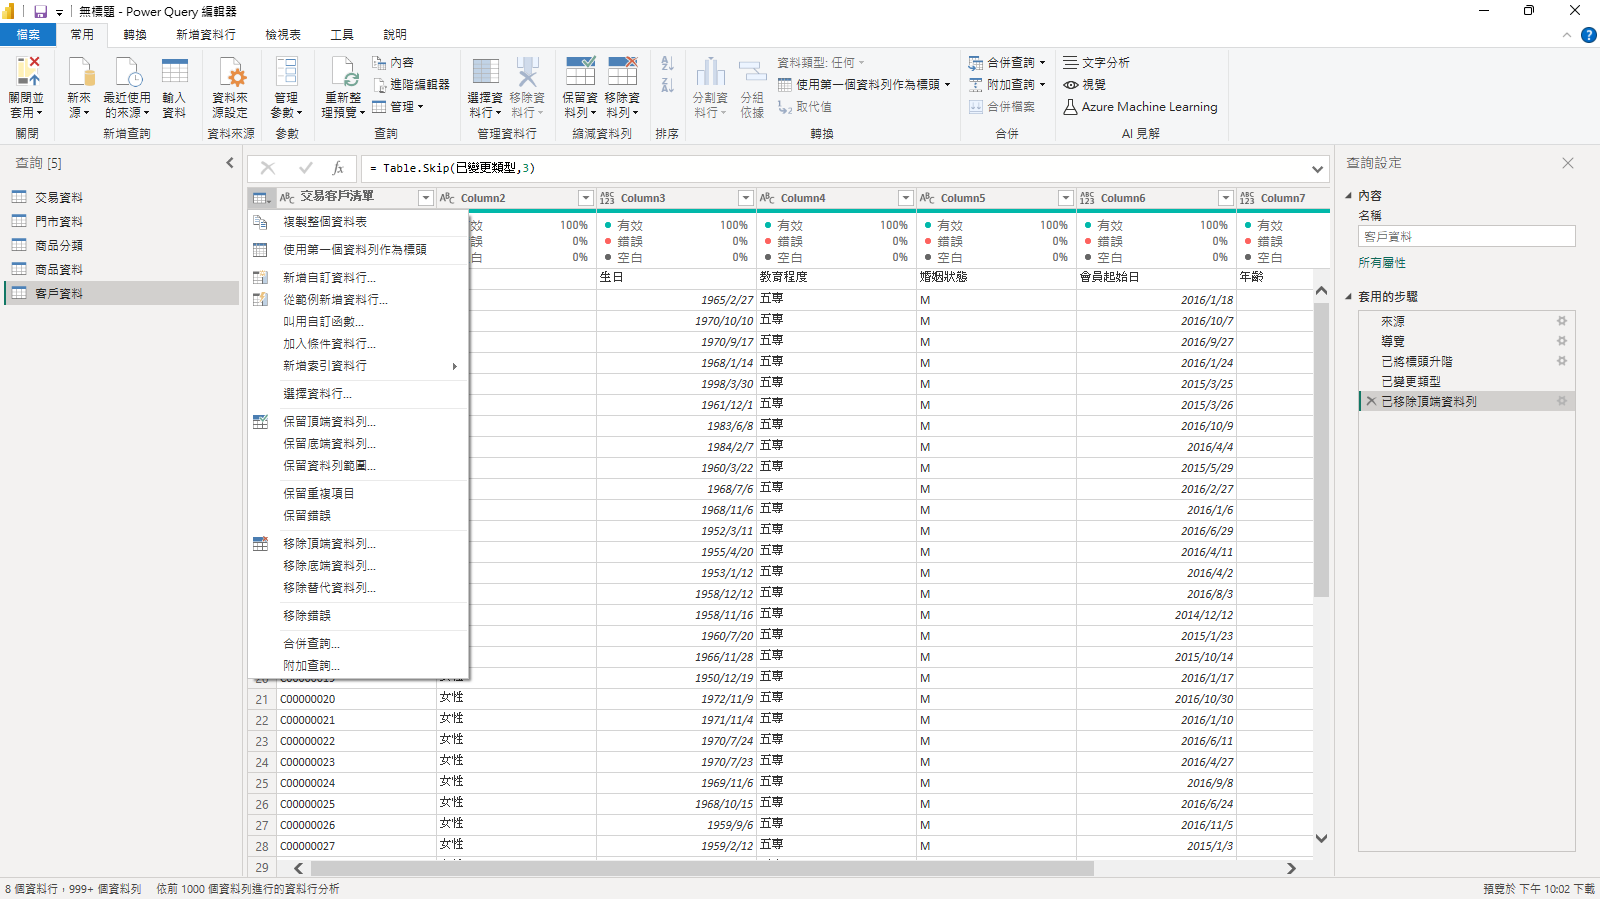 無標題 - Power Query 編輯器
檔案 常用 轉換 新增資料行 檢視表 工具 說明
關閉並套用 關閉
新來源 最近使用的來源 輸入資料 新增查詢
資料來源設定 資料來源
管理參數 參數
重新整理預覽 內容 進階編輯器 管理 查詢
選擇資料行 移除資料行 管理資料行
保留資料列 移除資料列 縮減資料列
排序
分割資料行 分組依據 資料類型: 任何 使用第一個資料列作為標頭 取代值 轉換
合併查詢 附加查詢 合併檔案 合併
文字分析 視覺 Azure Machine Learning AI 見解
查詢 [5]
交易資料
門市資料
商品分類
商品資料
客戶資料
fx = Table.Skip(已變更類型,3)
ABC 交易客戶清單 ABC Column2 ABC 123 Column3 ABC Column4 ABC Column5 ABC 123 Column6 ABC 123 Column7
複製整個資料表
使用第一個資料列作為標頭
新增自訂資料行...
從範例新增資料行...
叫用自訂函數...
加入條件資料行...
新增索引資料行
選擇資料行...
保留頂端資料列...
保留底端資料列...
保留資料列範圍...
保留重複項目
保留錯誤
移除頂端資料列...
移除底端資料列...
移除替代資料列...
移除錯誤
合併查詢...
附加查詢...
效 100% 有效 100% 有效 100% 有效 100% 有效 100% 有效
誤 0% 錯誤 0% 錯誤 0% 錯誤 0% 錯誤 0% 錯誤
白 0% 空白 0% 空白 0% 空白 0% 空白 0% 空白
生日 教育程度 婚姻狀態 會員起始日 年齡
1965/2/27 五專 M 2016/1/18
1970/10/10 五專 M 2016/10/7
1970/9/17 五專 M 2016/9/27
1968/1/14 五專 M 2016/1/24
1998/3/30 五專 M 2015/3/25
1961/12/1 五專 M 2015/3/26
1983/6/8 五專 M 2016/10/9
1984/2/7 五專 M 2016/4/4
1960/3/22 五專 M 2015/5/29
1968/7/6 五專 M 2016/2/27
1968/11/6 五專 M 2016/1/6
1952/3/11 五專 M 2016/6/29
1955/4/20 五專 M 2016/4/11
1953/1/12 五專 M 2016/4/2
1958/12/12 五專 M 2016/8/3
1958/11/16 五專 M 2014/12/12
1960/7/20 五專 M 2015/1/23
1966/11/28 五專 M 2015/10/14
20 C00000019 女性 1950/12/19 五專 M 2016/1/17
21 C00000020 女性 1972/11/9 五專 M 2016/10/30
22 C00000021 女性 1971/11/4 五專 M 2016/1/10
23 C00000022 女性 1970/7/24 五專 M 2016/6/11
24 C00000023 女性 1970/7/23 五專 M 2016/4/27
25 C00000024 女性 1969/11/6 五專 M 2016/9/8
26 C00000025 女性 1968/10/15 五專 M 2016/6/24
27 C00000026 女性 1959/9/6 五專 M 2016/11/5
28 C00000027 女性 1959/2/12 五專 M 2015/1/3
29
查詢設定
內容
名稱
客戶資料
所有屬性
套用的步驟
來源
導覽
已將標頭升階
已變更類型
已移除頂端資料列
8 個資料行，999+ 個資料列 依前 1000 個資料列進行的資料行分析
預覽於 下午 10:02 下載